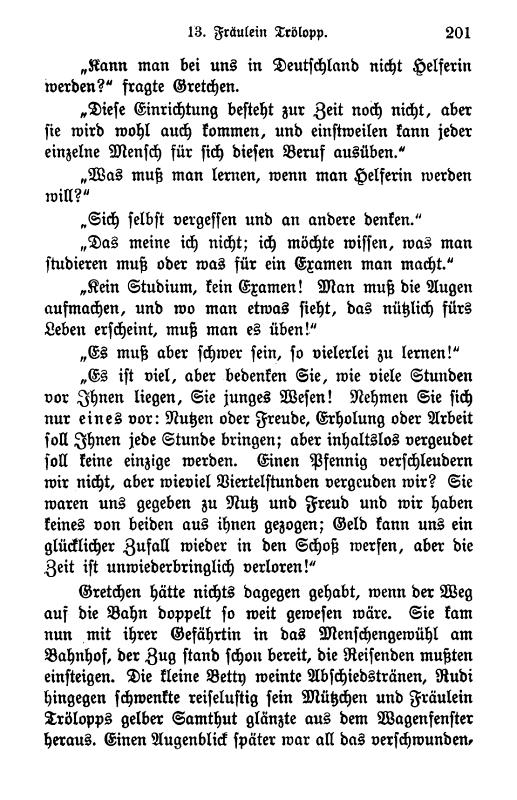 13. Fräulein Trölopp. 201
„Kann man bei uns in Deutſchland nicht Helferin
werden?“ fragte Gretchen.
„Dieſe Einrichtung beſteht zur Zeit noch nicht, aber
ſie wird wohl auch kommen, und einſtweilen kann jeder
einzelne Menſch für ſich dieſen Beruf ausüben.“
„Was muß man lernen, wenn man Helferin werden
will?“
„Sich ſelbſt vergeſſen und an andere denken.“
„Das meine ich nicht; ich möchte wiſſen, was man
ſtudieren muß oder was für ein Examen man macht.“
„Kein Studium, kein Examen! Man muß die Augen
aufmachen, und wo man etwas ſieht, das nützlich fürs
Leben erſcheint, muß man es üben!“
„Es muß aber ſchwer ſein, ſo vielerlei zu lernen!“
„Es iſt viel, aber bedenken Sie, wie viele Stunden
vor Ihnen liegen, Sie junges Weſen! Nehmen Sie ſich
nur eines vor: Nutzen oder Freude, Erholung oder Arbeit
ſoll Ihnen jede Stunde bringen; aber inhaltslos vergeudet
ſoll keine einzige werden. Einen Pfennig verſchleudern
wir nicht, aber wieviel Viertelſtunden vergeuden wir? Sie
waren uns gegeben zu Nutz und Freud und wir haben
keines von beiden aus ihnen gezogen; Geld kann uns ein
glücklicher Zufall wieder in den Schoß werfen, aber die
Zeit iſt unwiederbringlich verloren!“
Gretchen hätte nichts dagegen gehabt, wenn der Weg
auf die Bahn doppelt ſo weit geweſen wäre. Sie kam
nun mit ihrer Gefährtin in das Menſchengewühl am
Bahnhof, der Zug ſtand ſchon bereit, die Reiſenden mußten
einſteigen. Die kleine Betty weinte Abſchiedstränen, Rudi
hingegen ſchwenkte reiſeluſtig ſein Mützchen und Fräulein
Trölopps gelber Samthut glänzte aus dem Wagenfenſter
heraus. Einen Augenblick ſpäter war all das verſchwunden,